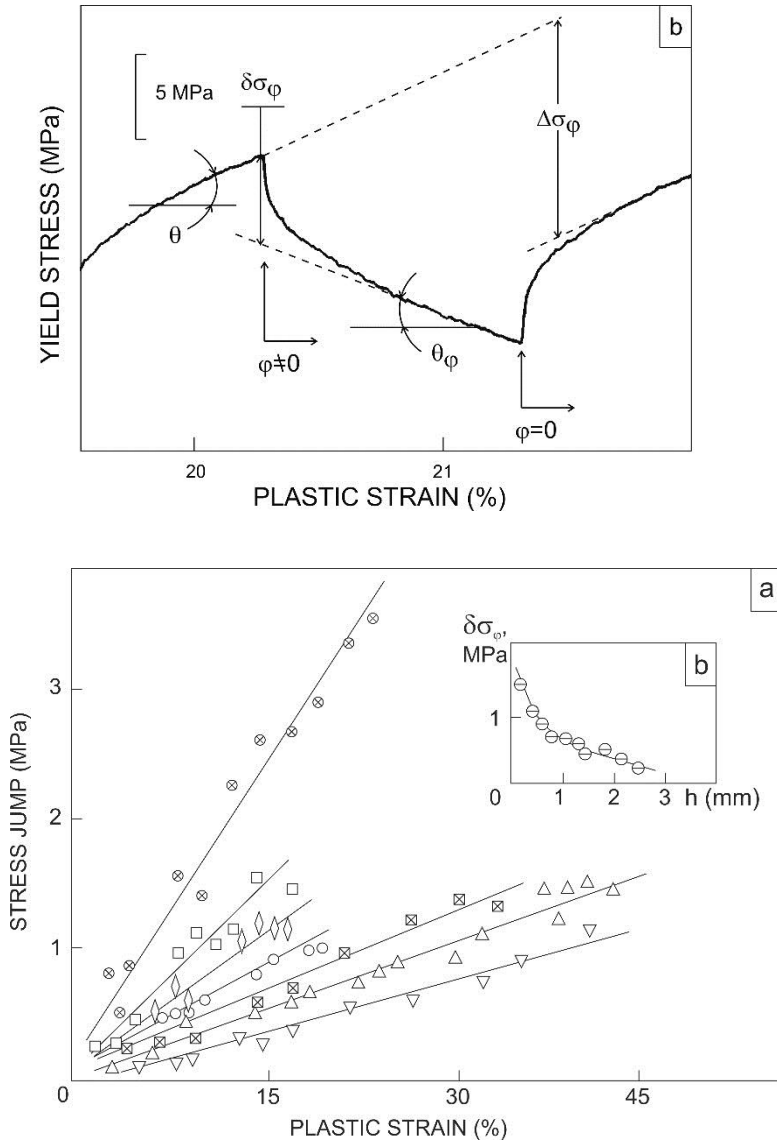 b
5 MPa
δσφ
Δσφ
θ
θφ
φ≠0
φ=0
YIELD STRESS (MPa)
20
21
PLASTIC STRAIN (%)
a
b
δσφ,
MPa
1
0
1
2
3
h (mm)
STRESS JUMP (MPa)
3
2
1
0
15
30
45
PLASTIC STRAIN (%)